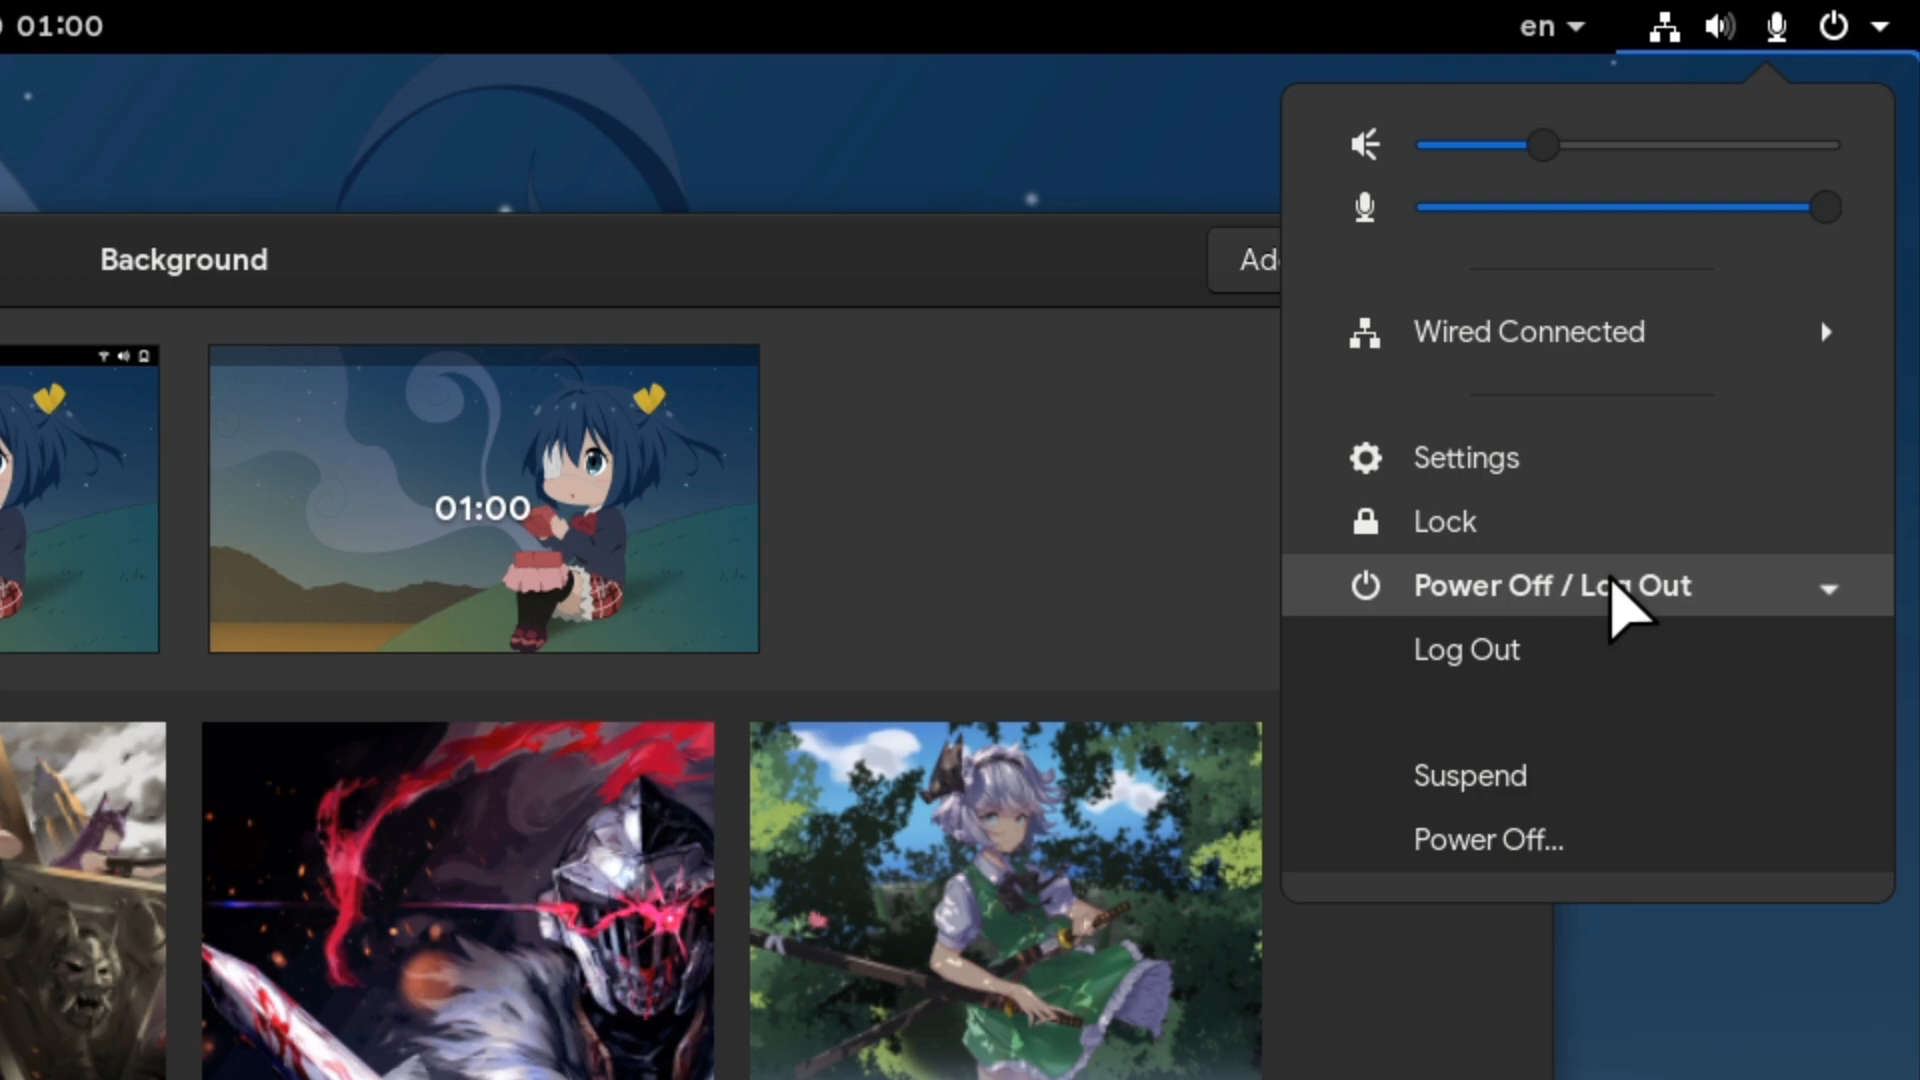 01:00
en
Background
Ad
01:00
Wired Connected
Settings
Lock
Power Off / Log Out
Log Out
Suspend
Power Off...